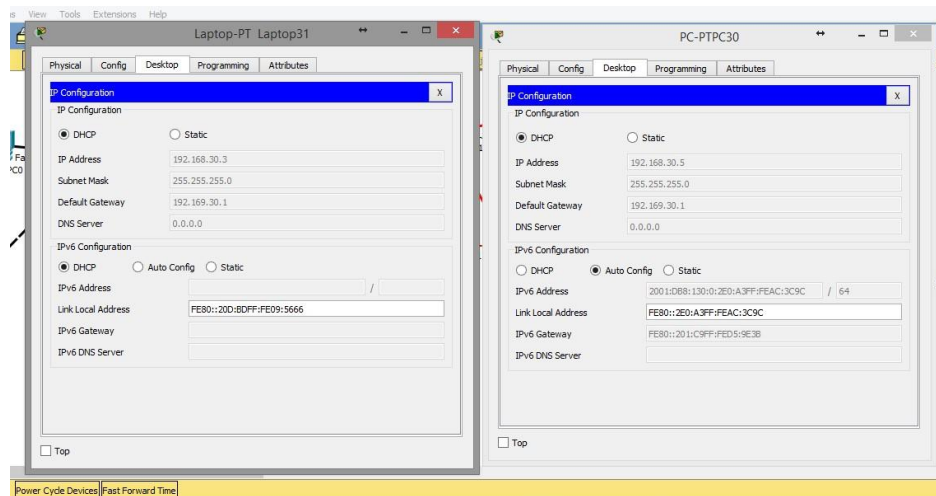 View Tools Extensions Help
Laptop-PT Laptop31
Physical Config Desktop Programming Attributes
IP Configuration X
IP Configuration
DHCP Static
IP Address 192.168.30.3
Subnet Mask 255.255.255.0
Default Gateway 192.169.30.1
DNS Server 0.0.0.0
IPv6 Configuration
DHCP Auto Config Static
IPv6 Address /
Link Local Address FE80::20D:BDFF:FE09:5666
IPv6 Gateway
IPv6 DNS Server
Top
PC-PTPC30
Physical Config Desktop Programming Attributes
IP Configuration X
IP Configuration
DHCP Static
IP Address 192.168.30.5
Subnet Mask 255.255.255.0
Default Gateway 192.169.30.1
DNS Server 0.0.0.0
IPv6 Configuration
DHCP Auto Config Static
IPv6 Address 2001:DB8:130:0:2E0:A3FF:FEAC:3C9C / 64
Link Local Address FE80::2E0:A3FF:FEAC:3C9C
IPv6 Gateway FE80::201:C9FF:FED5:9E3B
IPv6 DNS Server
Top
Fa
PC0
Power Cycle Devices Fast Forward Time